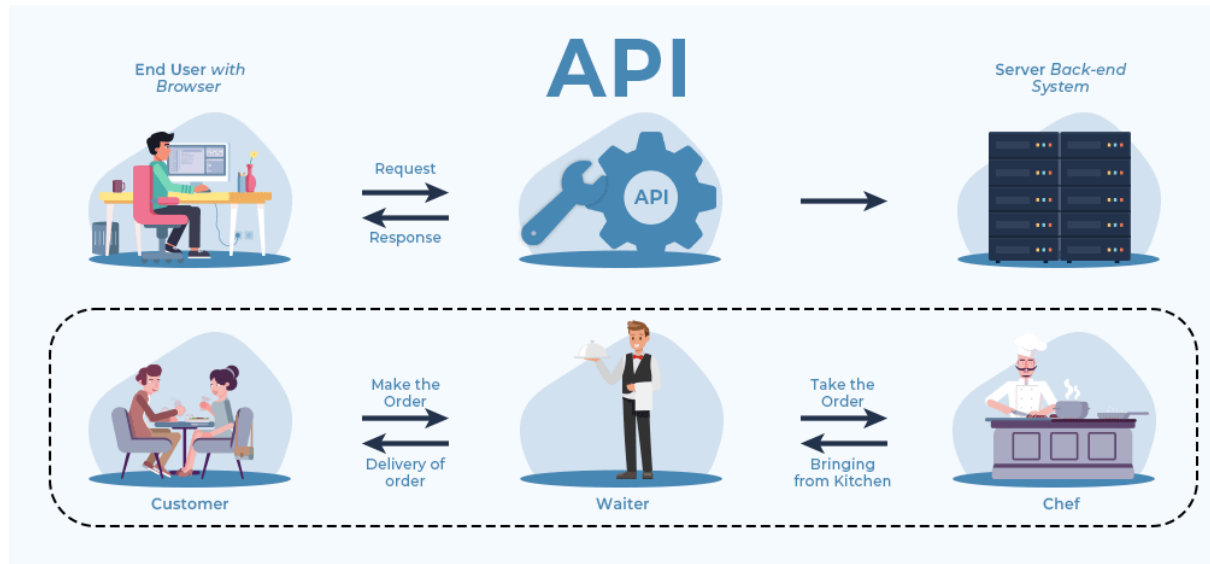 API
End User with
Browser
Server Back-end
System
Request
API
Response
Make the
Order
Take the
Order
Delivery of
order
Bringing
from Kitchen
Customer
Waiter
Chef